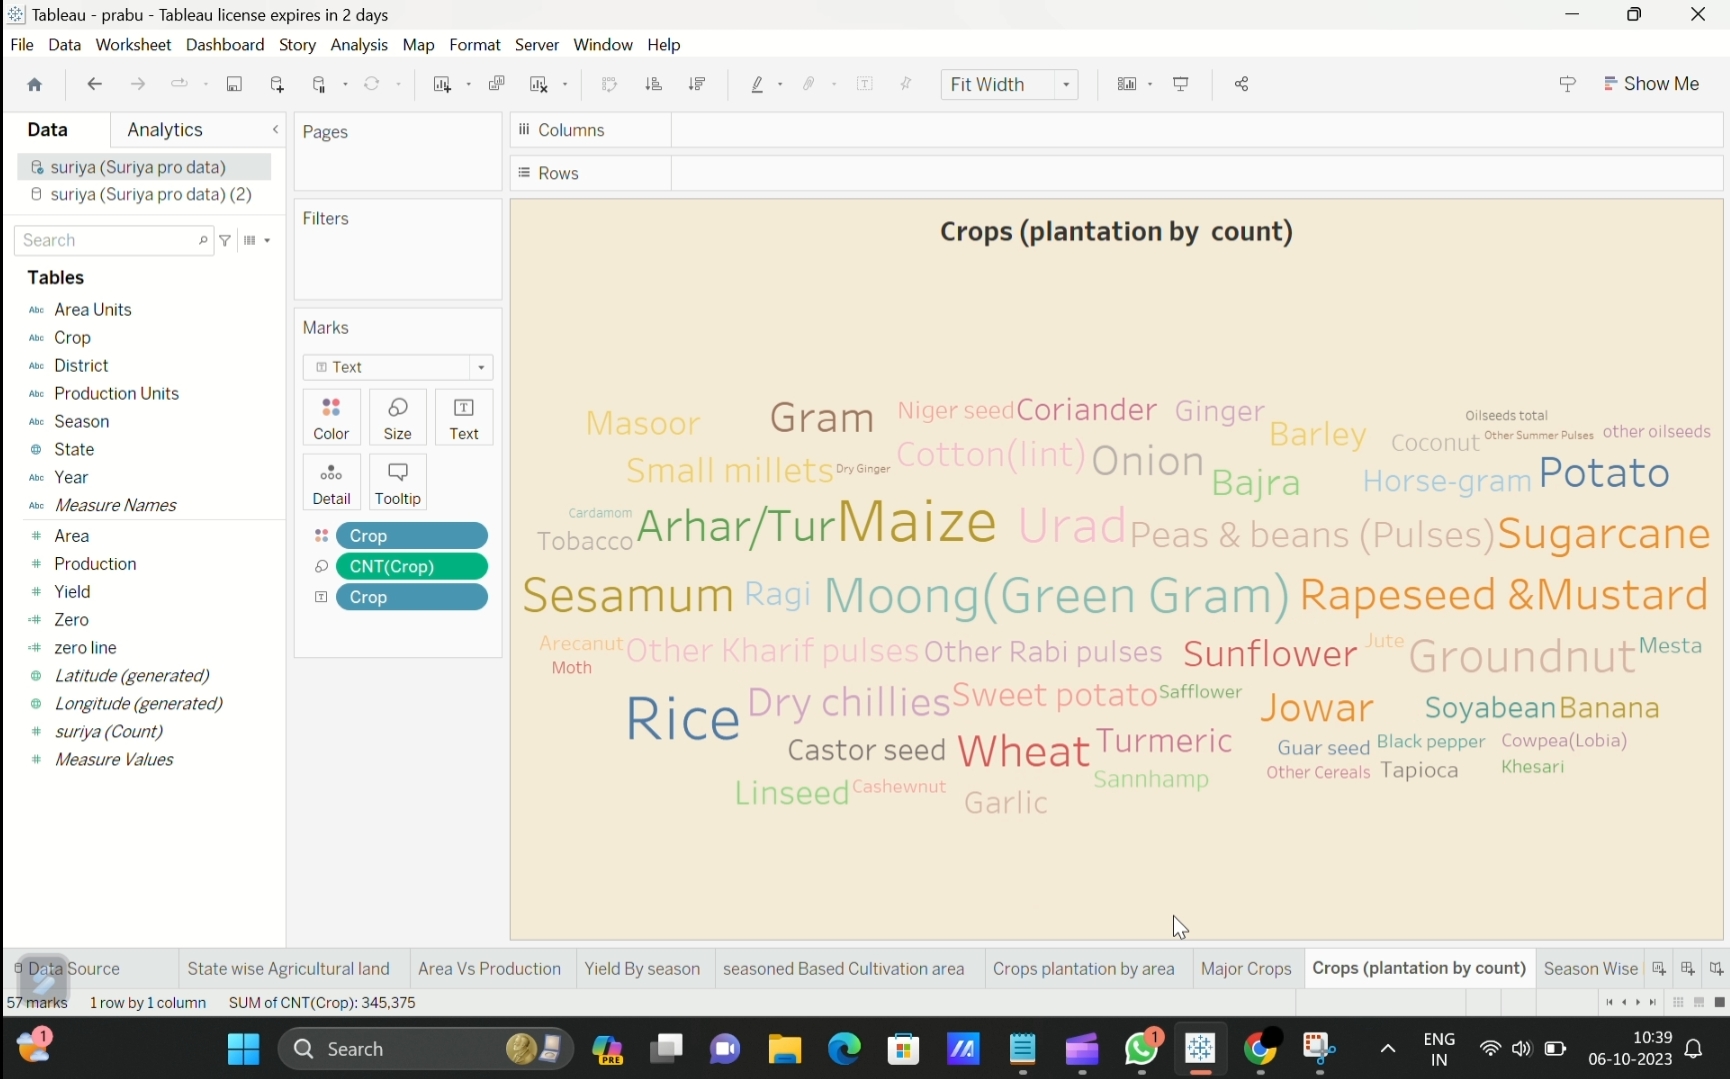 Tableau - prabu - Tableau license expires in 2 days
File Data Worksheet Dashboard Story Analysis Map Format Server Window Help
Fit Width
Show Me
Data Analytics
suriya (Suriya pro data)
suriya (Suriya pro data) (2)
Search
Tables
Abc Area Units
Abc Crop
Abc District
Abc Production Units
Abc Season
State
Abc Year
Abc Measure Names
# Area
# Production
# Yield
=# Zero
=# zero line
Latitude (generated)
Longitude (generated)
# suriya (Count)
# Measure Values
Pages
Filters
Marks
Text
Color Size Text
Detail Tooltip
Crop
CNT(Crop)
Crop
Columns
Rows
Crops (plantation by count)
Masoor Gram Niger seed Coriander Ginger Barley Coconut Oilseeds total
Other Summer Pulses other oilseeds
Small millets Dry Ginger Cotton(lint) Onion Bajra Horse-gram Potato
Cardamom
Tobacco Arhar/Tur Maize Urad Peas & beans (Pulses) Sugarcane
Sesamum Ragi Moong(Green Gram) Rapeseed &Mustard
Arecanut Other Kharif pulses Other Rabi pulses Sunflower Jute Groundnut Mesta
Moth
Rice Dry chillies Sweet potato Safflower Jowar Soyabean Banana
Castor seed Wheat Turmeric Guar seed Black pepper Cowpea(Lobia)
Sannhamp Other Cereals Tapioca Khesari
Linseed Cashewnut Garlic
Data Source State wise Agricultural land Area Vs Production Yield By season seasoned Based Cultivation area Crops plantation by area Major Crops Crops (plantation by count) Season Wise
57 marks 1 row by 1 column SUM of CNT(Crop): 345,375
1
Search
PRE
1
ENG
IN
10:39
06-10-2023